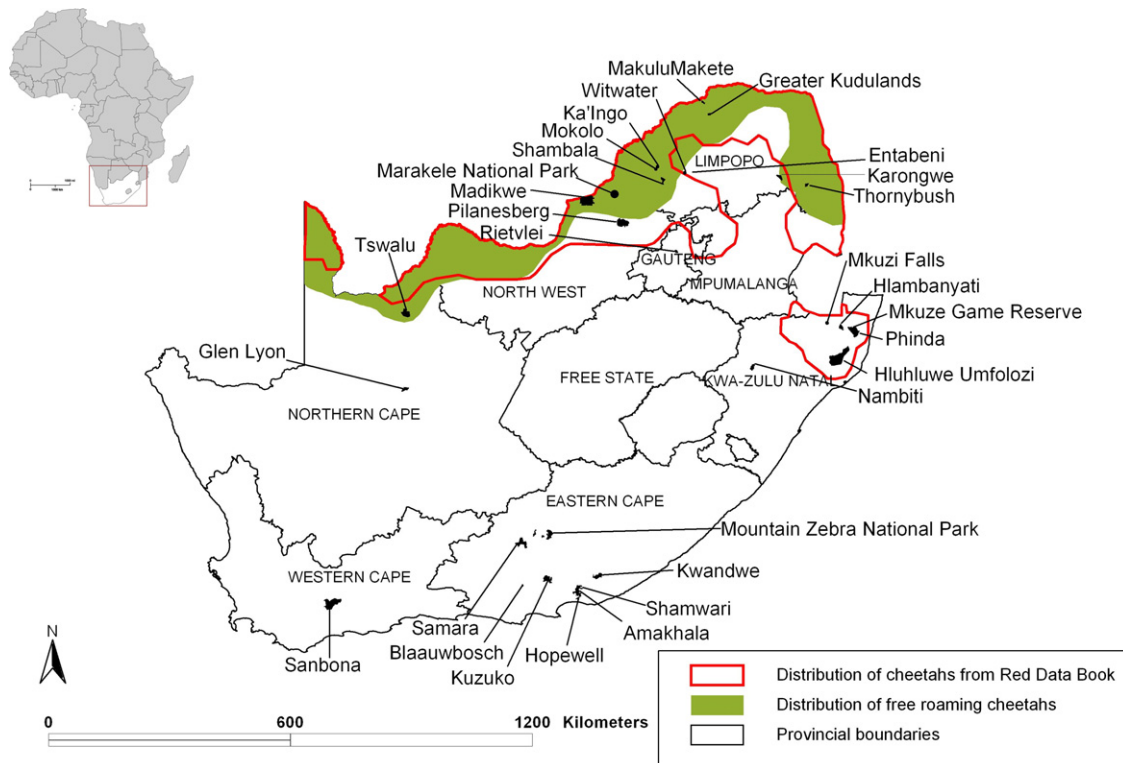 MakuluMakete
Greater Kudulands
Witwater
Ka'Ingo
Mokolo
Shambala
LIMPOPO
Entabeni
Marakele National Park
Karongwe
Madikwe
Thornybush
Pilanesberg
Rietvlei
Tswalu
GAUTENG
Mkuzi Falls
MPUMALANGA
Hlambanyati
NORTH WEST
Mkuze Game Reserve
Phinda
Glen Lyon
FREE STATE
KWA-ZULU NATAL
Hluhluwe Umfolozi
Nambiti
NORTHERN CAPE
EASTERN CAPE
Mountain Zebra National Park
WESTERN CAPE
Kwandwe
Shamwari
Samara
Amakhala
Blaauwbosch
Hopewell
Sanbona
Kuzuko
N
0 600 1200 Kilometers
Distribution of cheetahs from Red Data Book
Distribution of free roaming cheetahs
Provincial boundaries